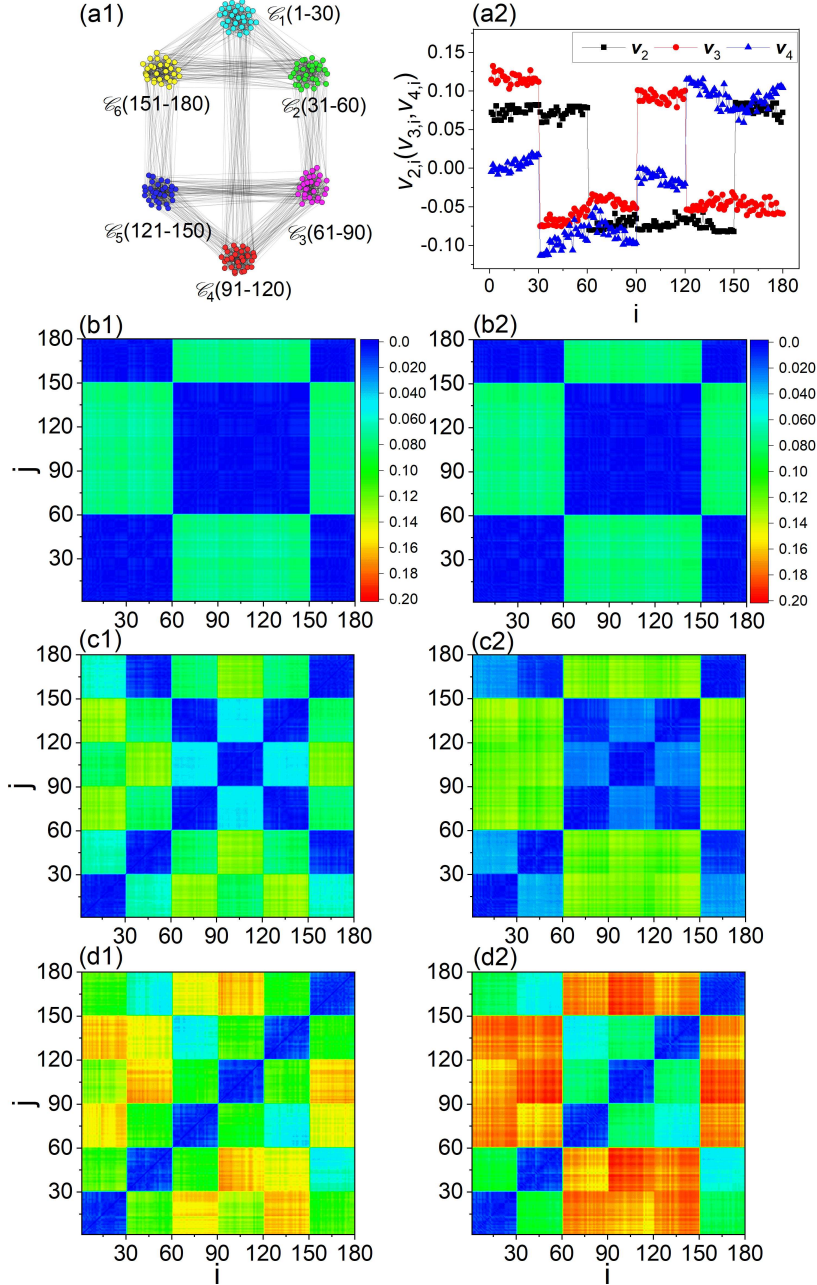 (a1)
𝒞1(1-30)
𝒞6(151-180)
𝒞2(31-60)
𝒞5(121-150)
𝒞3(61-90)
𝒞4(91-120)
(a2)
v2 v3 v4
v2,i(v3,i,v4,i)
0.15
0.10
0.05
0.00
-0.05
-0.10
0 30 60 90 120 150 180
i
(b1)
180
150
120
90
60
30
j
30 60 90 120 150 180
0.0
0.020
0.040
0.060
0.080
0.10
0.12
0.14
0.16
0.18
0.20
(b2)
180
150
120
90
60
30
30 60 90 120 150 180
0.0
0.020
0.040
0.060
0.080
0.10
0.12
0.14
0.16
0.18
0.20
(c1)
180
150
120
90
60
30
j
30 60 90 120 150 180
(c2)
180
150
120
90
60
30
30 60 90 120 150 180
(d1)
180
150
120
90
60
30
j
30 60 90 120 150 180
i
(d2)
180
150
120
90
60
30
30 60 90 120 150 180
i